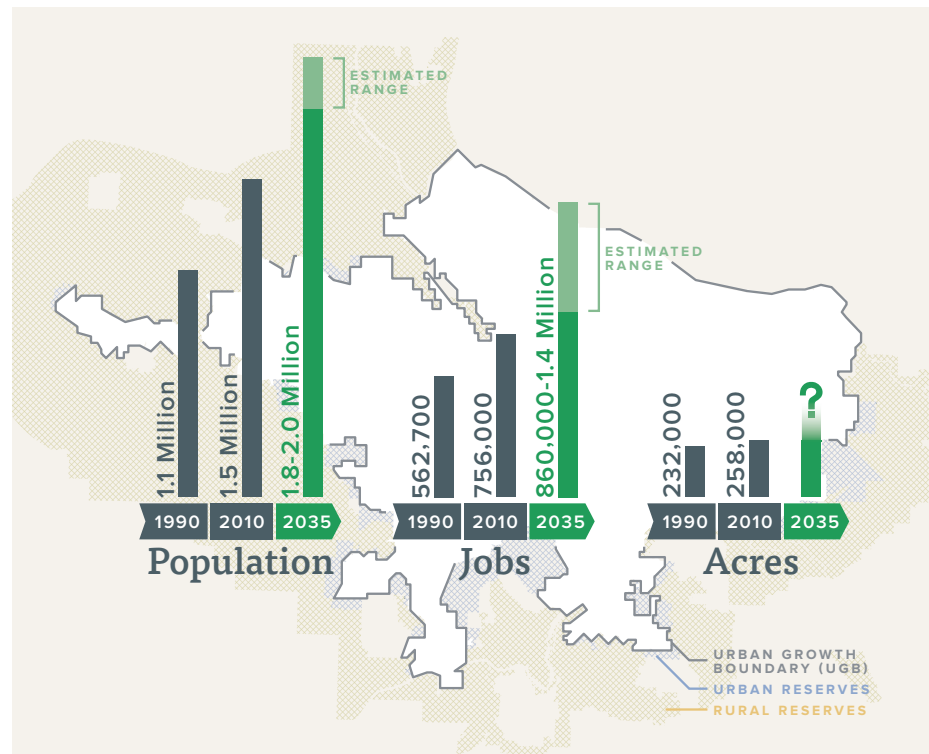 ESTIMATED
RANGE
1.1 Million
1.5 Million
1.8-2.0 Million
1990 2010 2035
Population
ESTIMATED
RANGE
562,700
756,000
860,000-1.4 Million
1990 2010 2035
Jobs
232,000
258,000
?
1990 2010 2035
Acres
URBAN GROWTH
BOUNDARY (UGB)
URBAN RESERVES
RURAL RESERVES